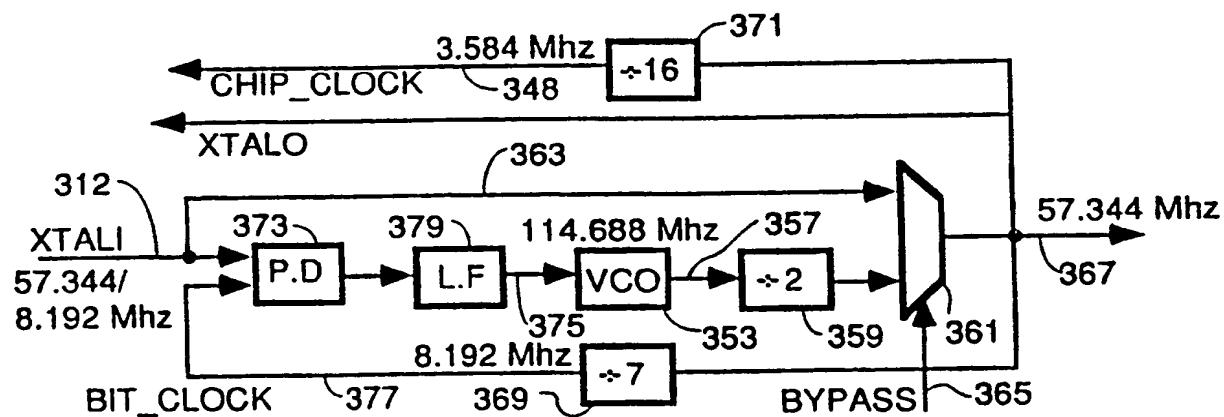 371
3.584 Mhz
÷16
CHIP_CLOCK
348
XTALO
363
312
XTALI
57.344/
8.192 Mhz
373
P.D
379
L.F
375
114.688 Mhz
VCO
353
357
÷2
359
361
57.344 Mhz
367
8.192 Mhz
÷7
369
BIT_CLOCK
377
BYPASS
365